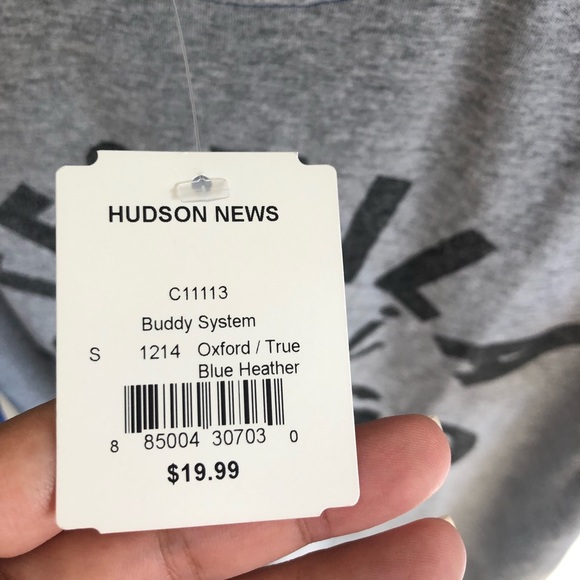 HUDSON NEWS
C11113
Buddy System
S 1214 Oxford / True
Blue Heather
8 85004 30703 0
$19.99